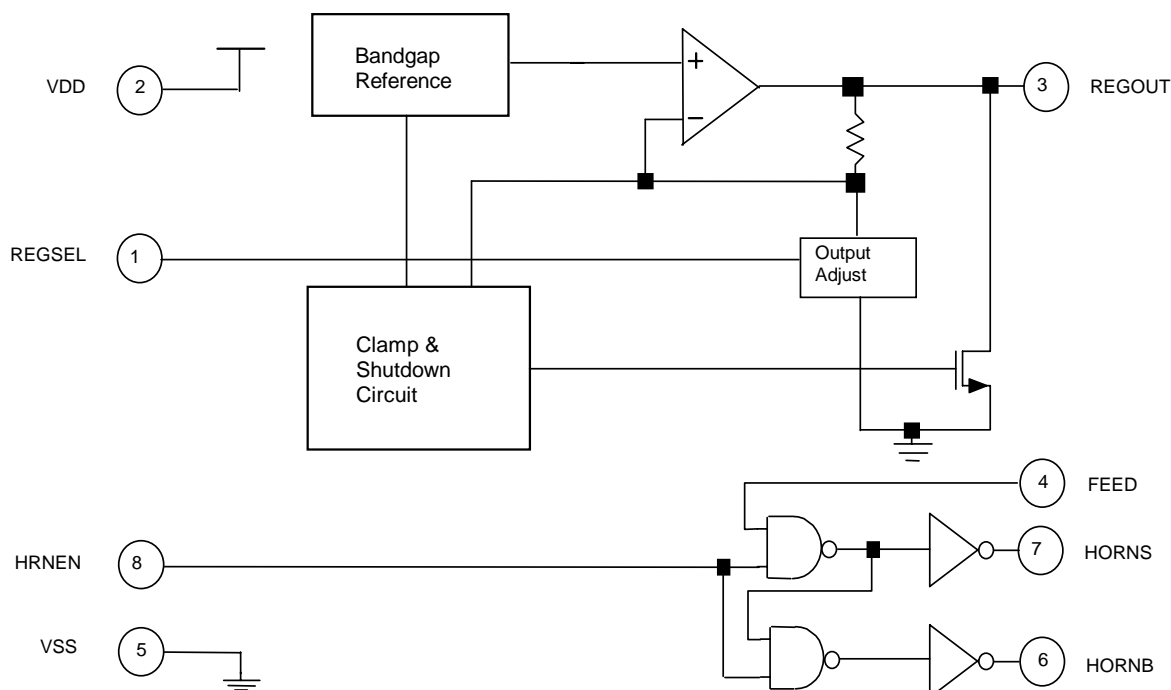 Bandgap
Reference
+
−
VDD
2
3
REGOUT
REGSEL
1
Output
Adjust
Clamp &
Shutdown
Circuit
4
FEED
HRNEN
8
7
HORNS
VSS
5
6
HORNB